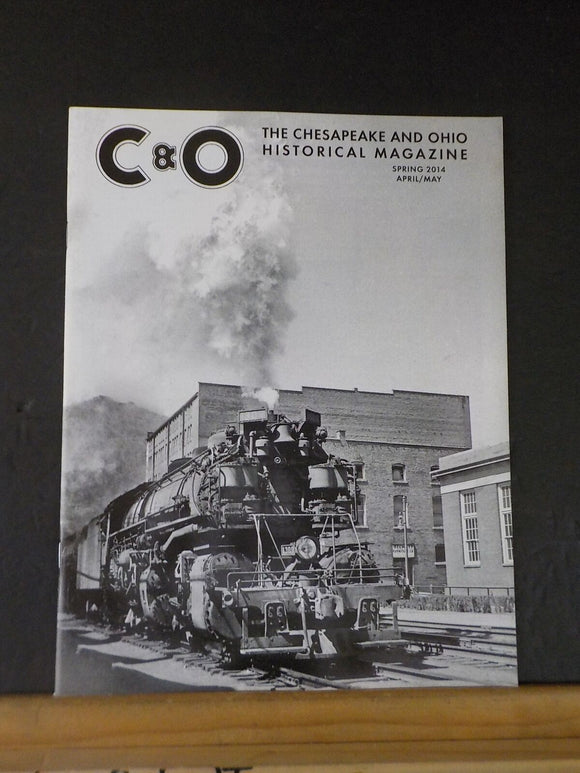 C&O
THE CHESAPEAKE AND OHIO
HISTORICAL MAGAZINE
SPRING 2014
APRIL/MAY